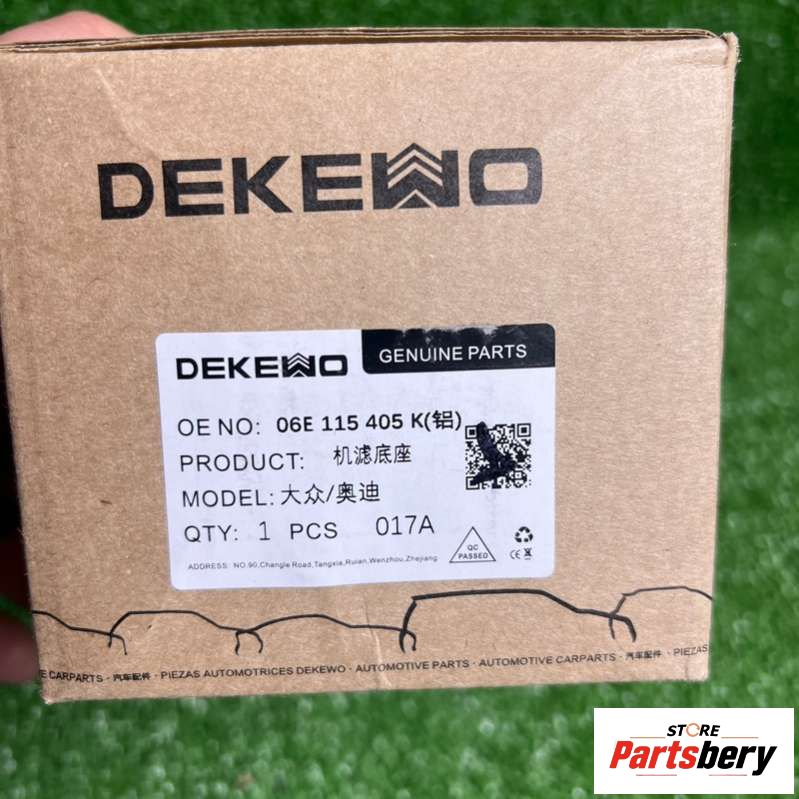 DEKEWO
DEKEWO
GENUINE PARTS
OE NO: 06E 115 405 K(铝)
PRODUCT: 机滤底座
MODEL: 大众/奥迪
QTY: 1 PCS 017A
QC
PASSED
CE
ADDRESS: NO.90,Changle Road,Tangxia,Ruian,Wenzhou,Zhejiang
E CARPARTS · 汽车配件 · PIEZAS AUTOMOTRICES DEKEWO · AUTOMOTIVE PARTS · AUTOMOTIVE CARPARTS · 汽车配件 · PIEZAS
STORE
Partsbery